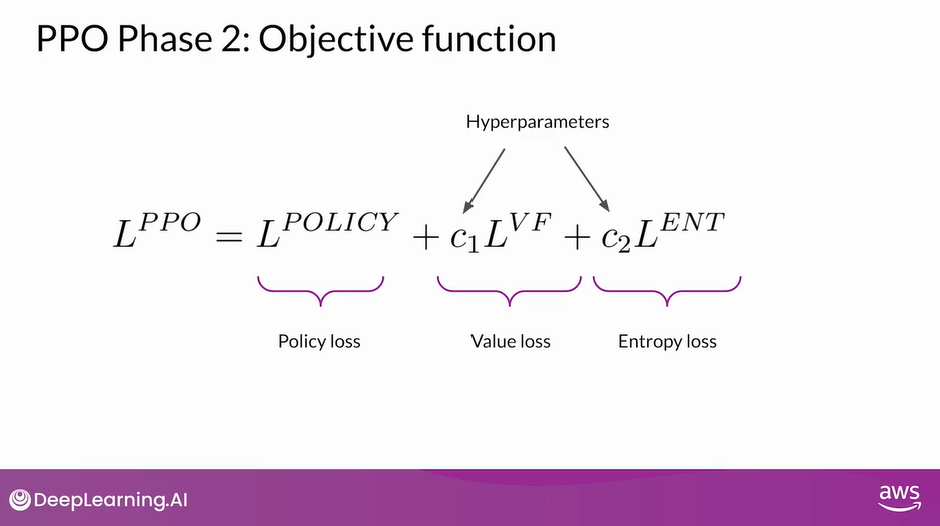 PPO Phase 2: Objective function
Hyperparameters
L^{PPO} = L^{POLICY} + c_1 L^{VF} + c_2 L^{ENT}
Policy loss
Value loss
Entropy loss
DeepLearning.AI
aws